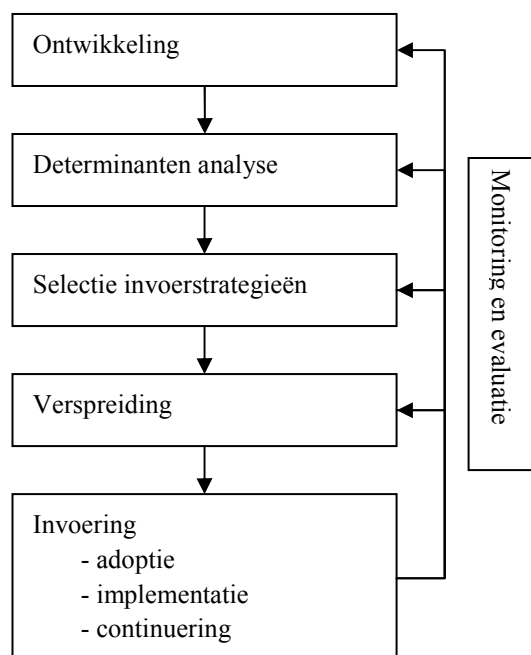 Ontwikkeling
Determinanten analyse
Selectie invoerstrategieën
Verspreiding
Invoering
- adoptie
- implementatie
- continuering
Monitoring en evaluatie